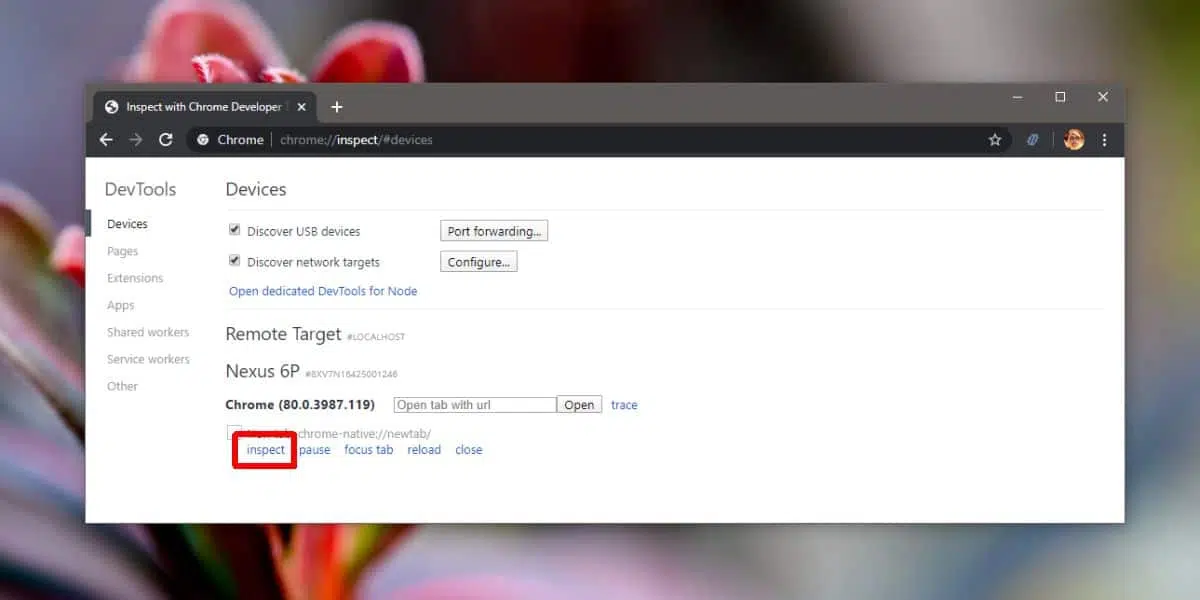 Inspect with Chrome Developer
Chrome chrome://inspect/#devices
DevTools
Devices
Pages
Extensions
Apps
Shared workers
Service workers
Other
Devices
Discover USB devices Port forwarding...
Discover network targets Configure...
Open dedicated DevTools for Node
Remote Target #LOCALHOST
Nexus 6P #8XV7N16425001246
Chrome (80.0.3987.119) Open tab with url Open trace
chrome-native://newtab/
inspect pause focus tab reload close